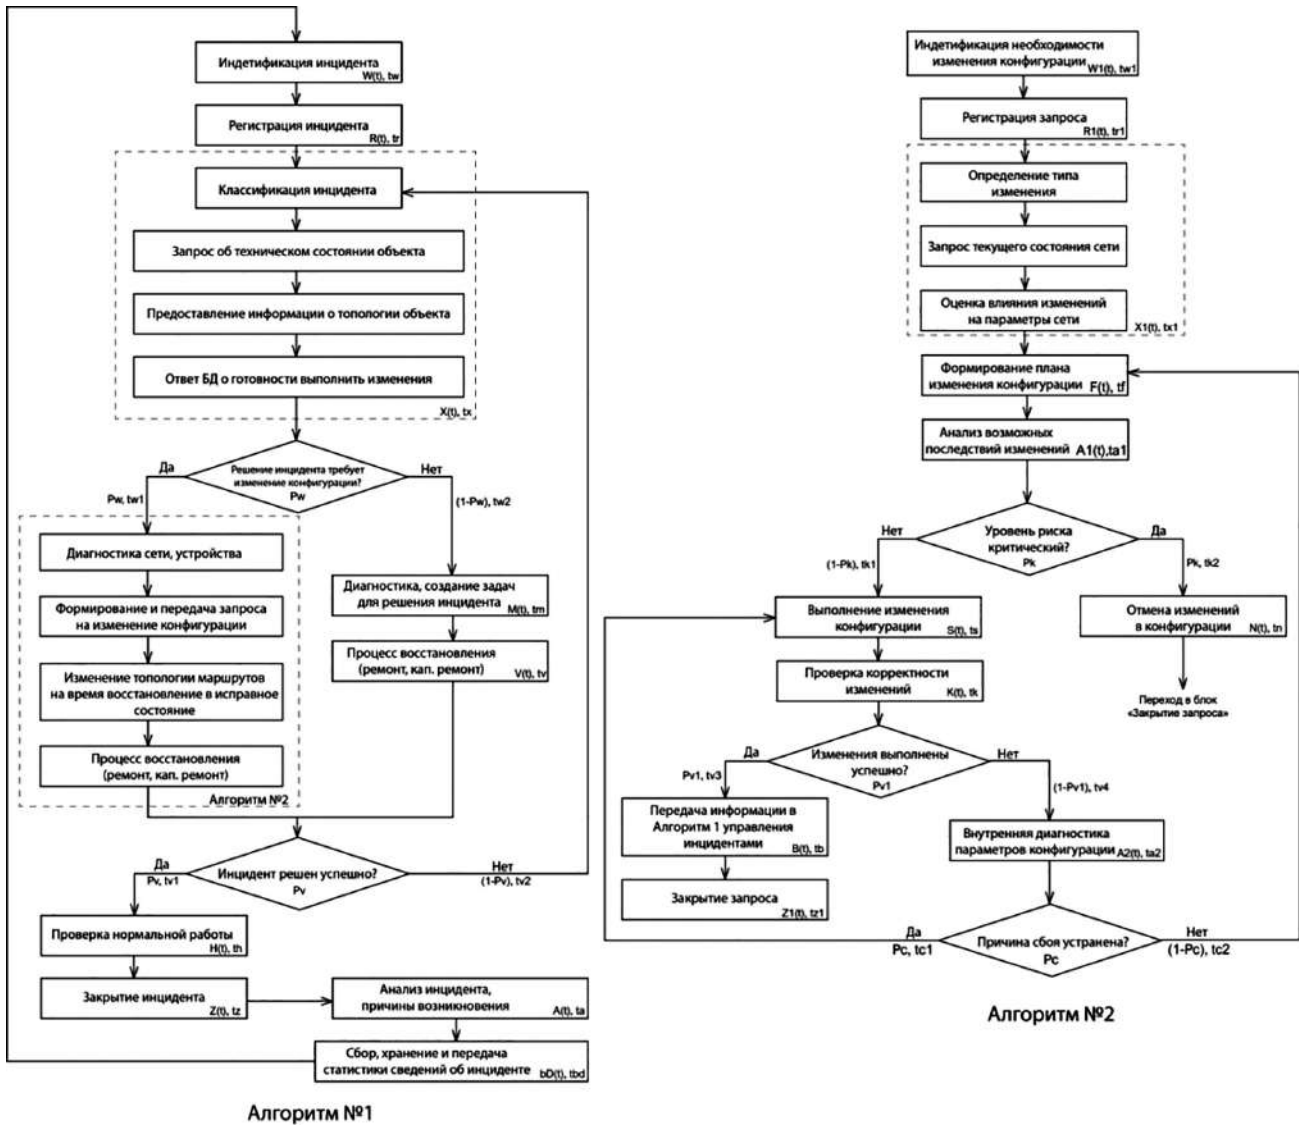 Индетификация инцидента
W(t), tw
Регистрация инцидента
R(t), tr
Классификация инцидента
Запрос об техническом состоянии объекта
Предоставление информации о топологии объекта
Ответ БД о готовности выполнить изменения
X(t), tx
Решение инцидента требует
изменение конфигурации?
Pw
Да
Нет
Pw, tw1
(1-Pw), tw2
Диагностика сети, устройства
Формирование и передача запроса
на изменение конфигурации
Изменение топологии маршрутов
на время восстановление в исправное
состояние
Процесс восстановления
(ремонт, кап. ремонт)
Алгоритм №2
Диагностика, создание задач
для решения инцидента
M(t), tm
Процесс восстановления
(ремонт, кап. ремонт)
V(t), tv
Инцидент решен успешно?
Pv
Да
Pv, tv1
Нет
(1-Pv), tv2
Проверка нормальной работы
H(t), th
Закрытие инцидента
Z(t), tz
Анализ инцидента,
причины возникновения
A(t), ta
Сбор, хранение и передача
статистики сведений об инциденте
bD(t), tbd
Алгоритм №1
Индетификация необходимости
изменения конфигурации
W1(t), tw1
Регистрация запроса
R1(t), tr1
Определение типа
изменения
Запрос текущего состояния сети
Оценка влияния изменений
на параметры сети
X1(t), tx1
Формирование плана
изменения конфигурации
F(t), tf
Анализ возможных
последствий изменений
A1(t),ta1
Уровень риска
критический?
Pk
Нет
Да
(1-Pk), tk1
Pk, tk2
Выполнение изменения
конфигурации
S(t), ts
Отмена изменений
в конфигурации
N(t), tn
Переход в блок
«Закрытие запроса»
Проверка корректности
изменений
K(t), tk
Изменения выполнены
успешно?
Pv1
Да
Нет
Pv1, tv3
(1-Pv1), tv4
Передача информации в
Алгоритм 1 управления
инцидентами
B(t), tb
Закрытие запроса
Z1(t), tz1
Внутренняя диагностика
параметров конфигурации
A2(t), ta2
Причина сбоя устранена?
Pc
Да
Pc, tc1
Нет
(1-Pc), tc2
Алгоритм №2